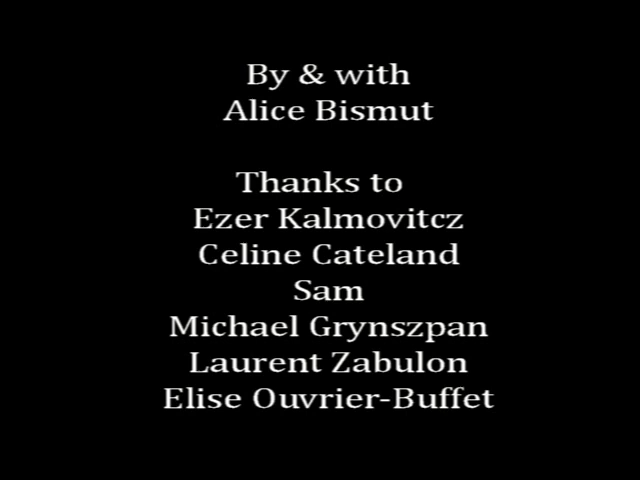 By & with
Alice Bismut
Thanks to
Ezer Kalmovitcz
Celine Cateland
Sam
Michael Grynszpan
Laurent Zabulon
Elise Ouvrier-Buffet